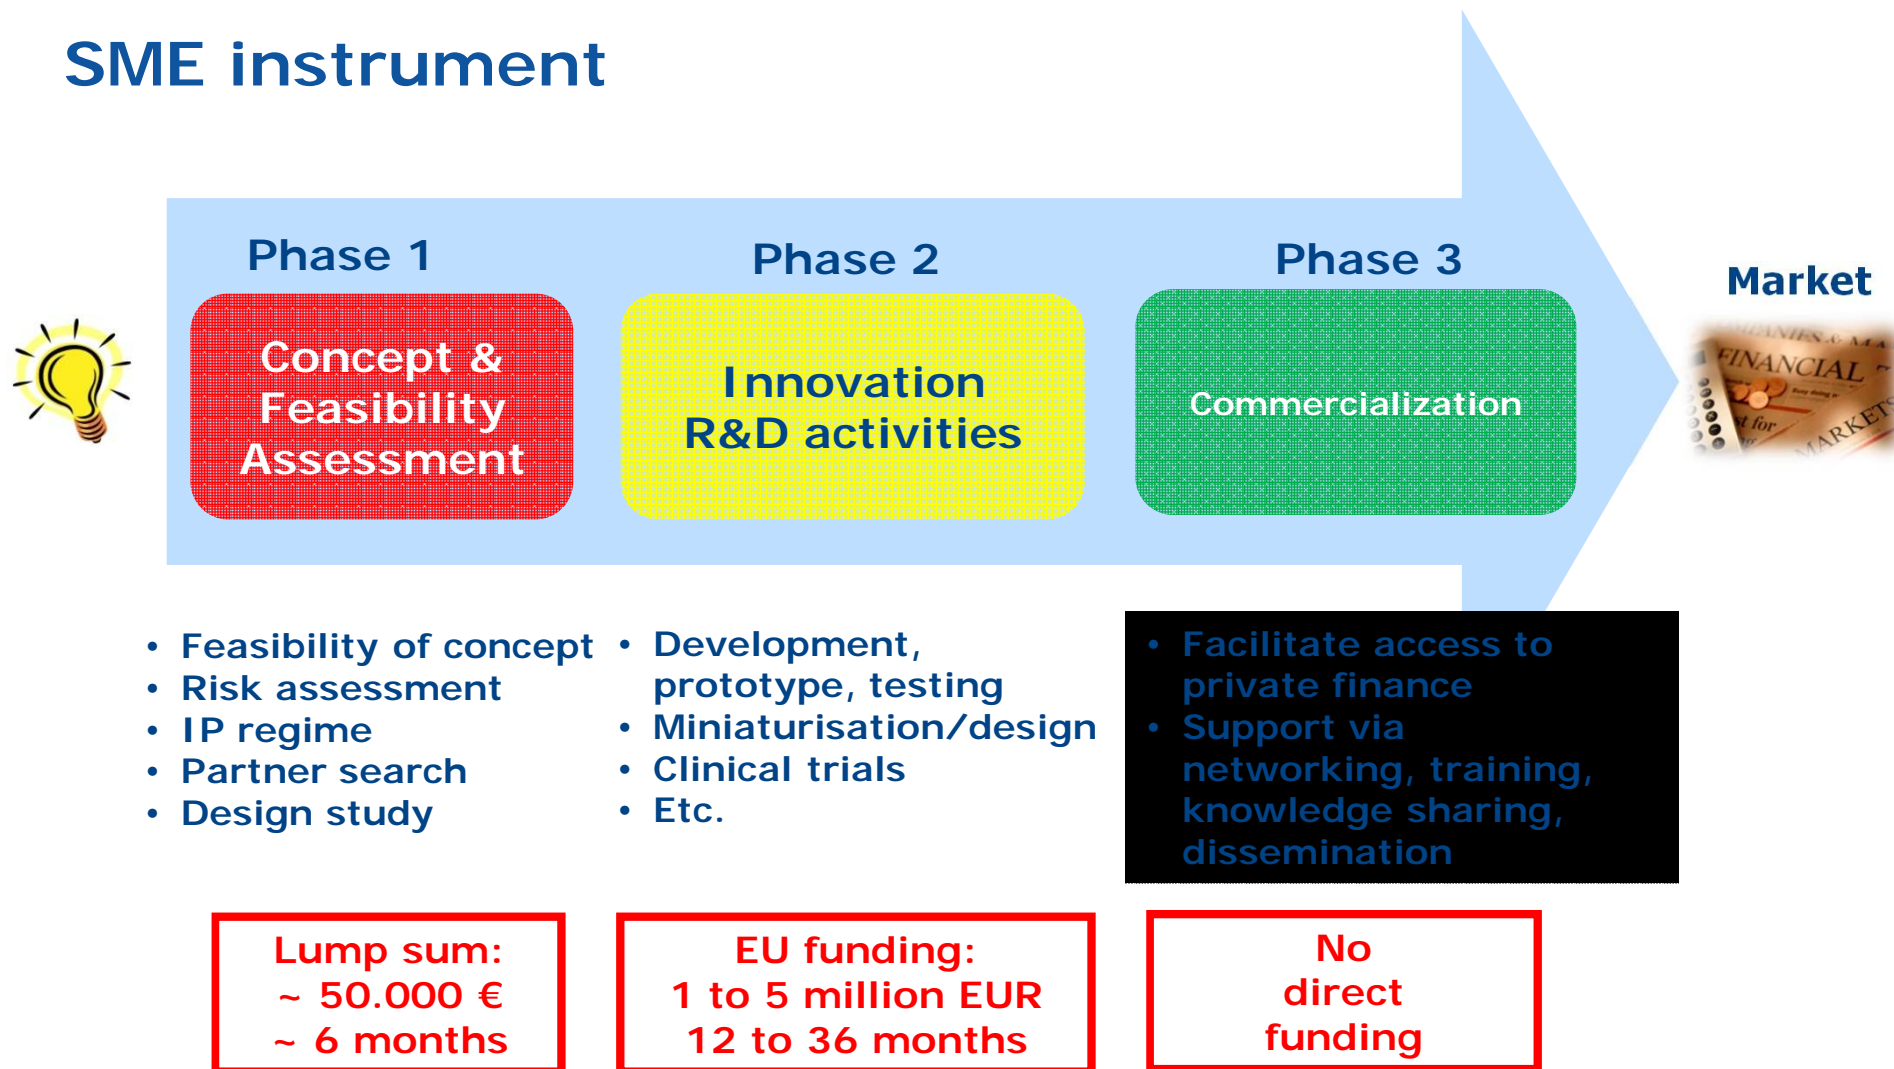 SME instrument
Phase 1
Concept &
Feasibility
Assessment
Phase 2
Innovation
R&D activities
Phase 3
Commercialization
Market
FINANCIAL
MARKETS
• Feasibility of concept
• Risk assessment
• IP regime
• Partner search
• Design study
• Development,
prototype, testing
• Miniaturisation/design
• Clinical trials
• Etc.
• Facilitate access to
private finance
• Support via
networking, training,
knowledge sharing,
dissemination
Lump sum:
~ 50.000 €
~ 6 months
EU funding:
1 to 5 million EUR
12 to 36 months
No
direct
funding